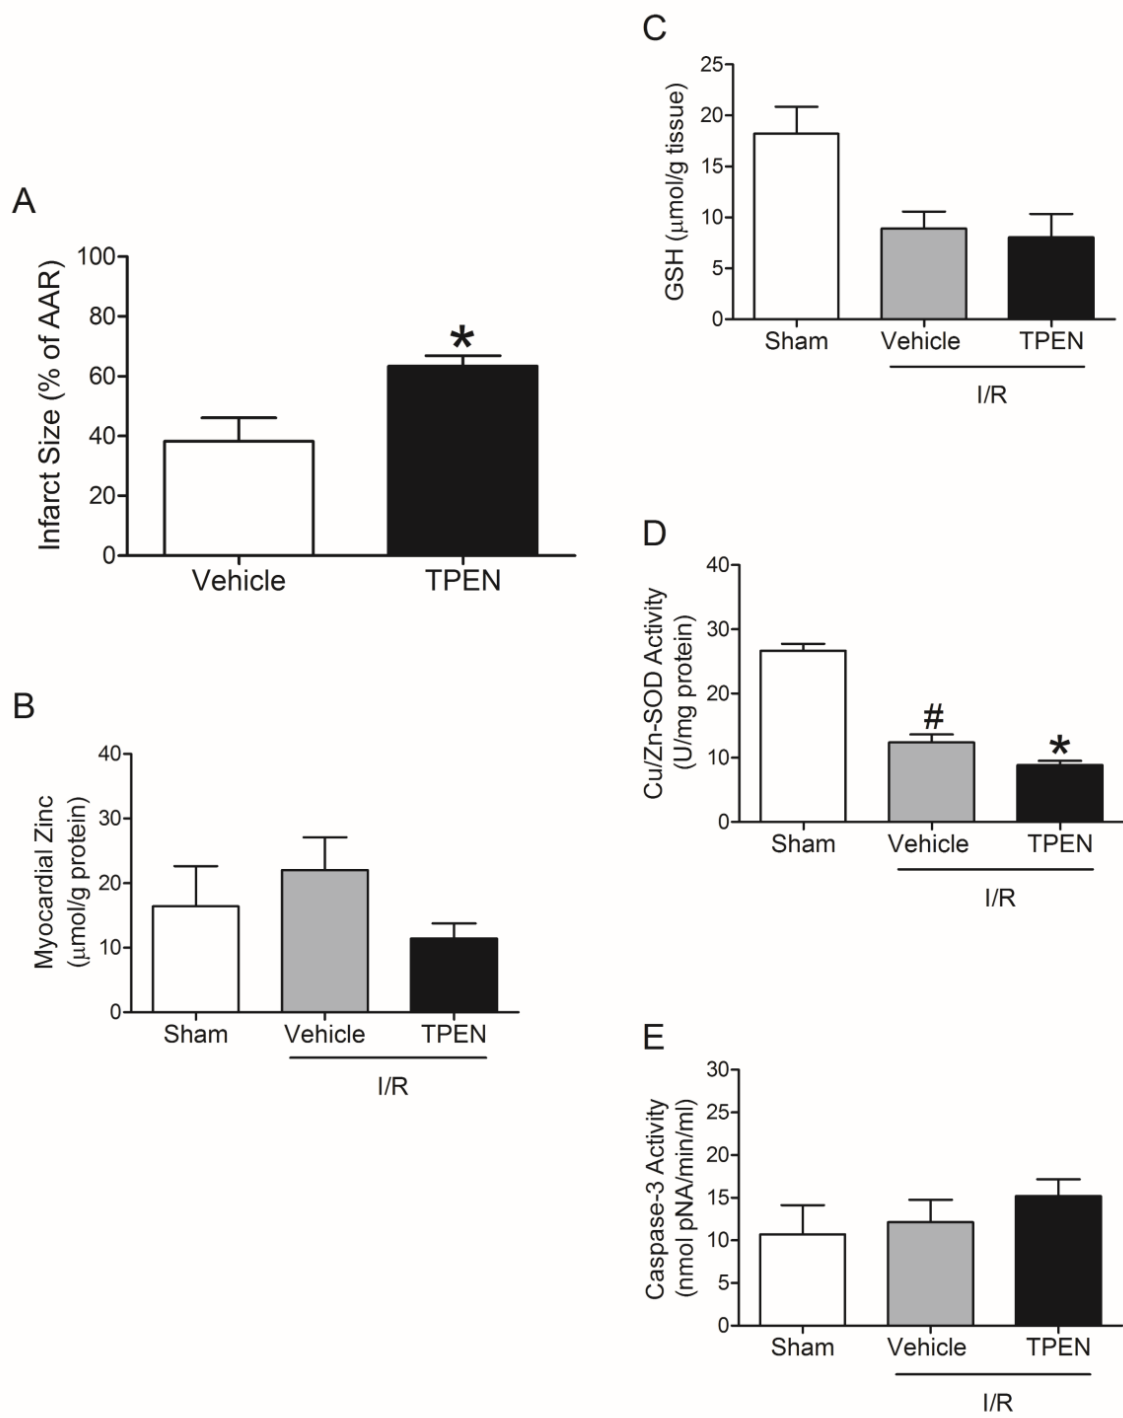 A
Infarct Size (% of AAR)
100
80
60
40
20
0
*
Vehicle TPEN
B
Myocardial Zinc
(µmol/g protein)
40
30
20
10
0
Sham Vehicle TPEN
I/R
C
GSH (µmol/g tissue)
25
20
15
10
5
0
Sham Vehicle TPEN
I/R
D
Cu/Zn-SOD Activity
(U/mg protein)
40
30
20
10
0
# *
Sham Vehicle TPEN
I/R
E
Caspase-3 Activity
(nmol pNA/min/ml)
30
25
20
15
10
5
0
Sham Vehicle TPEN
I/R